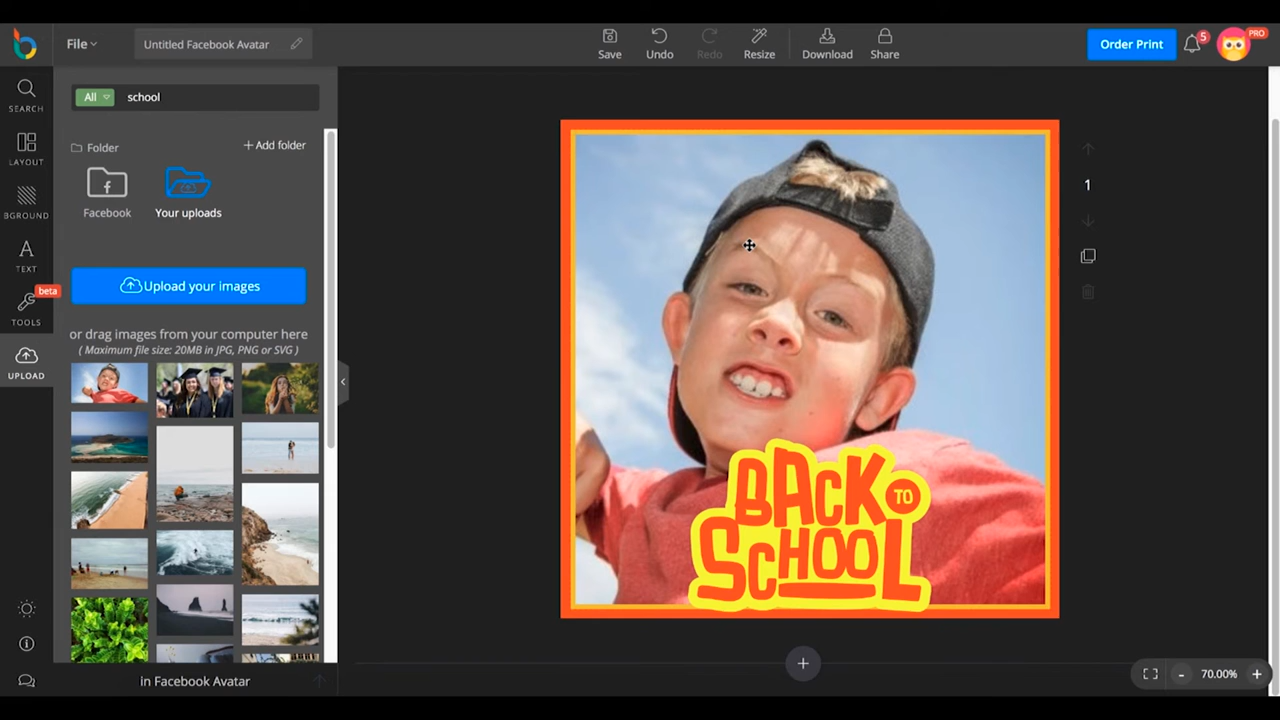 File
Untitled Facebook Avatar
Save
Undo
Redo
Resize
Download
Share
Order Print
5
PRO
SEARCH
LAYOUT
BGROUND
TEXT
beta
TOOLS
UPLOAD
All
school
Folder
+ Add folder
Facebook
Your uploads
Upload your images
or drag images from your computer here
( Maximum file size: 20MB in JPG, PNG or SVG )
in Facebook Avatar
BACK TO
SCHOOL
1
- 70.00% +